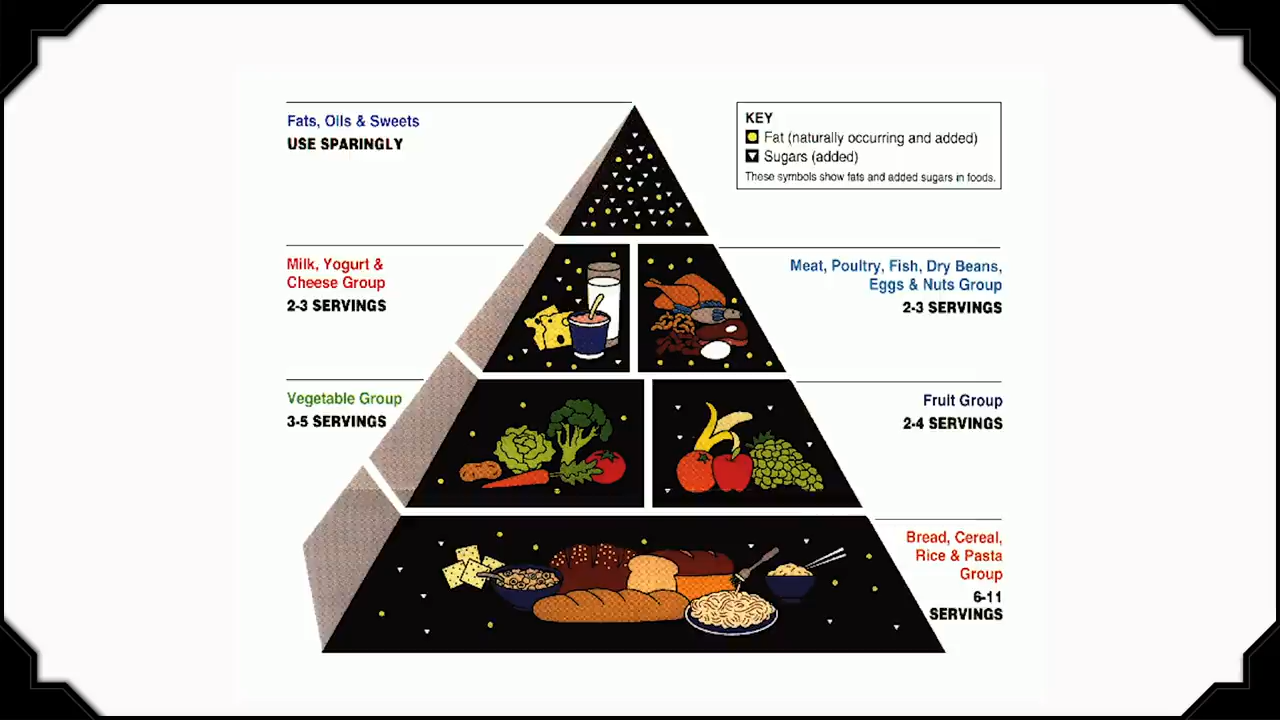 Fats, Oils & Sweets
USE SPARINGLY
KEY
Fat (naturally occurring and added)
Sugars (added)
These symbols show fats and added sugars in foods.
Milk, Yogurt &
Cheese Group
2-3 SERVINGS
Meat, Poultry, Fish, Dry Beans,
Eggs & Nuts Group
2-3 SERVINGS
Vegetable Group
3-5 SERVINGS
Fruit Group
2-4 SERVINGS
Bread, Cereal,
Rice & Pasta
Group
6-11
SERVINGS